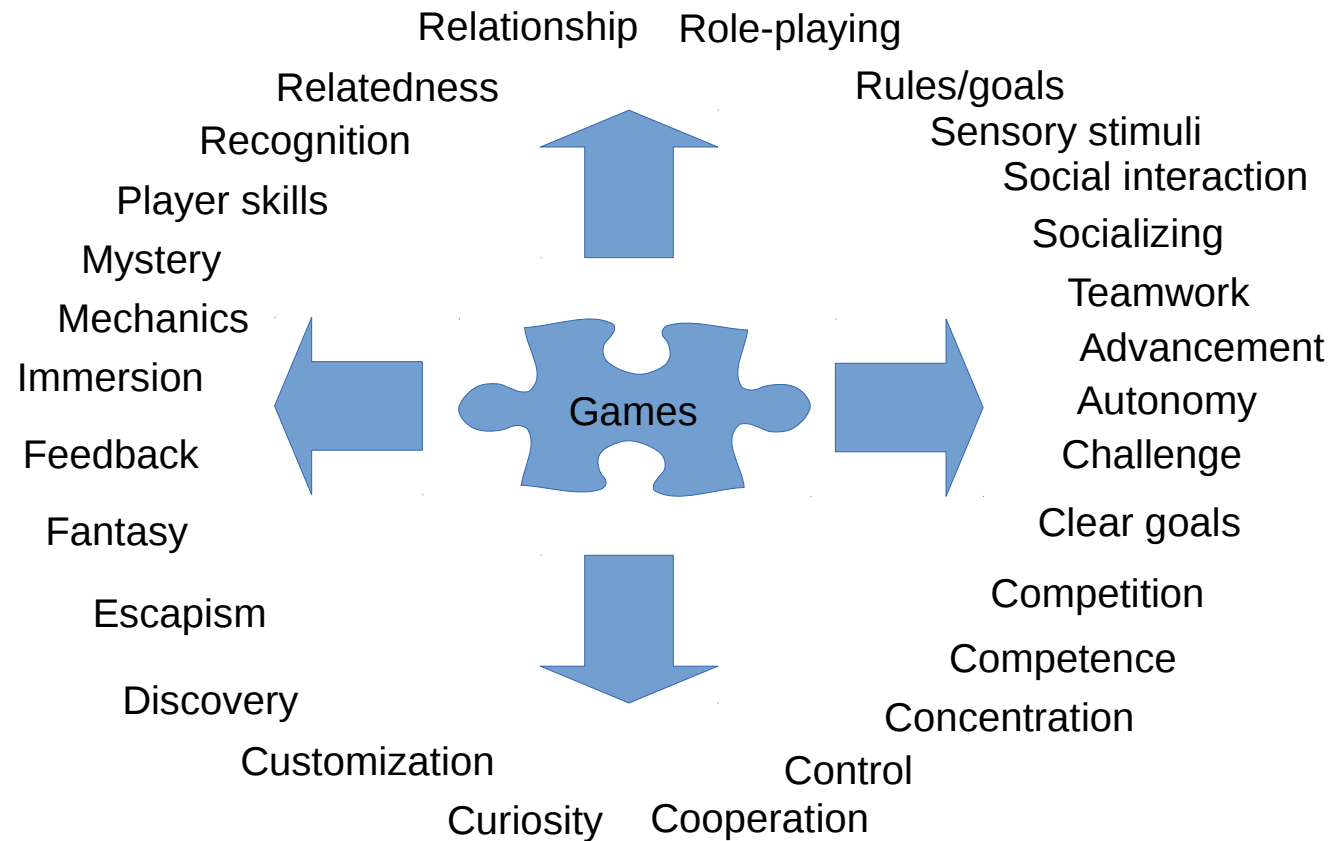 Relationship
Role-playing
Relatedness
Rules/goals
Recognition
Sensory stimuli
Social interaction
Player skills
Socializing
Mystery
Teamwork
Mechanics
Advancement
Immersion
Autonomy
Games
Feedback
Challenge
Fantasy
Clear goals
Competition
Escapism
Competence
Discovery
Concentration
Customization
Control
Curiosity
Cooperation